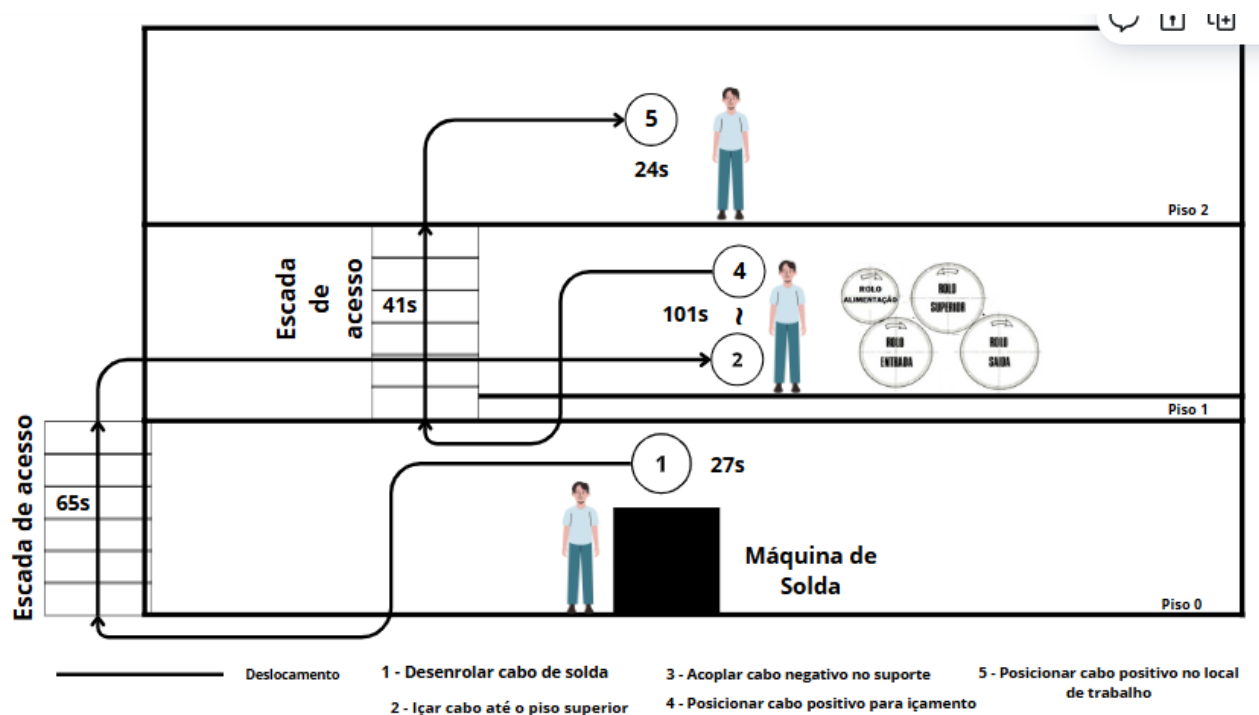 5
24s
Piso 2
Escada
de
acesso
41s
4
101s
~
2
ROLO
ALIMENTAÇÃO
ROLO
SUPERIOR
ROLO
ENTRADA
ROLO
SAIDA
Piso 1
Escada de acesso
65s
1
27s
Máquina de
Solda
Piso 0
Deslocamento
1 - Desenrolar cabo de solda
2 - Içar cabo até o piso superior
3 - Acoplar cabo negativo no suporte
4 - Posicionar cabo positivo para içamento
5 - Posicionar cabo positivo no local
de trabalho